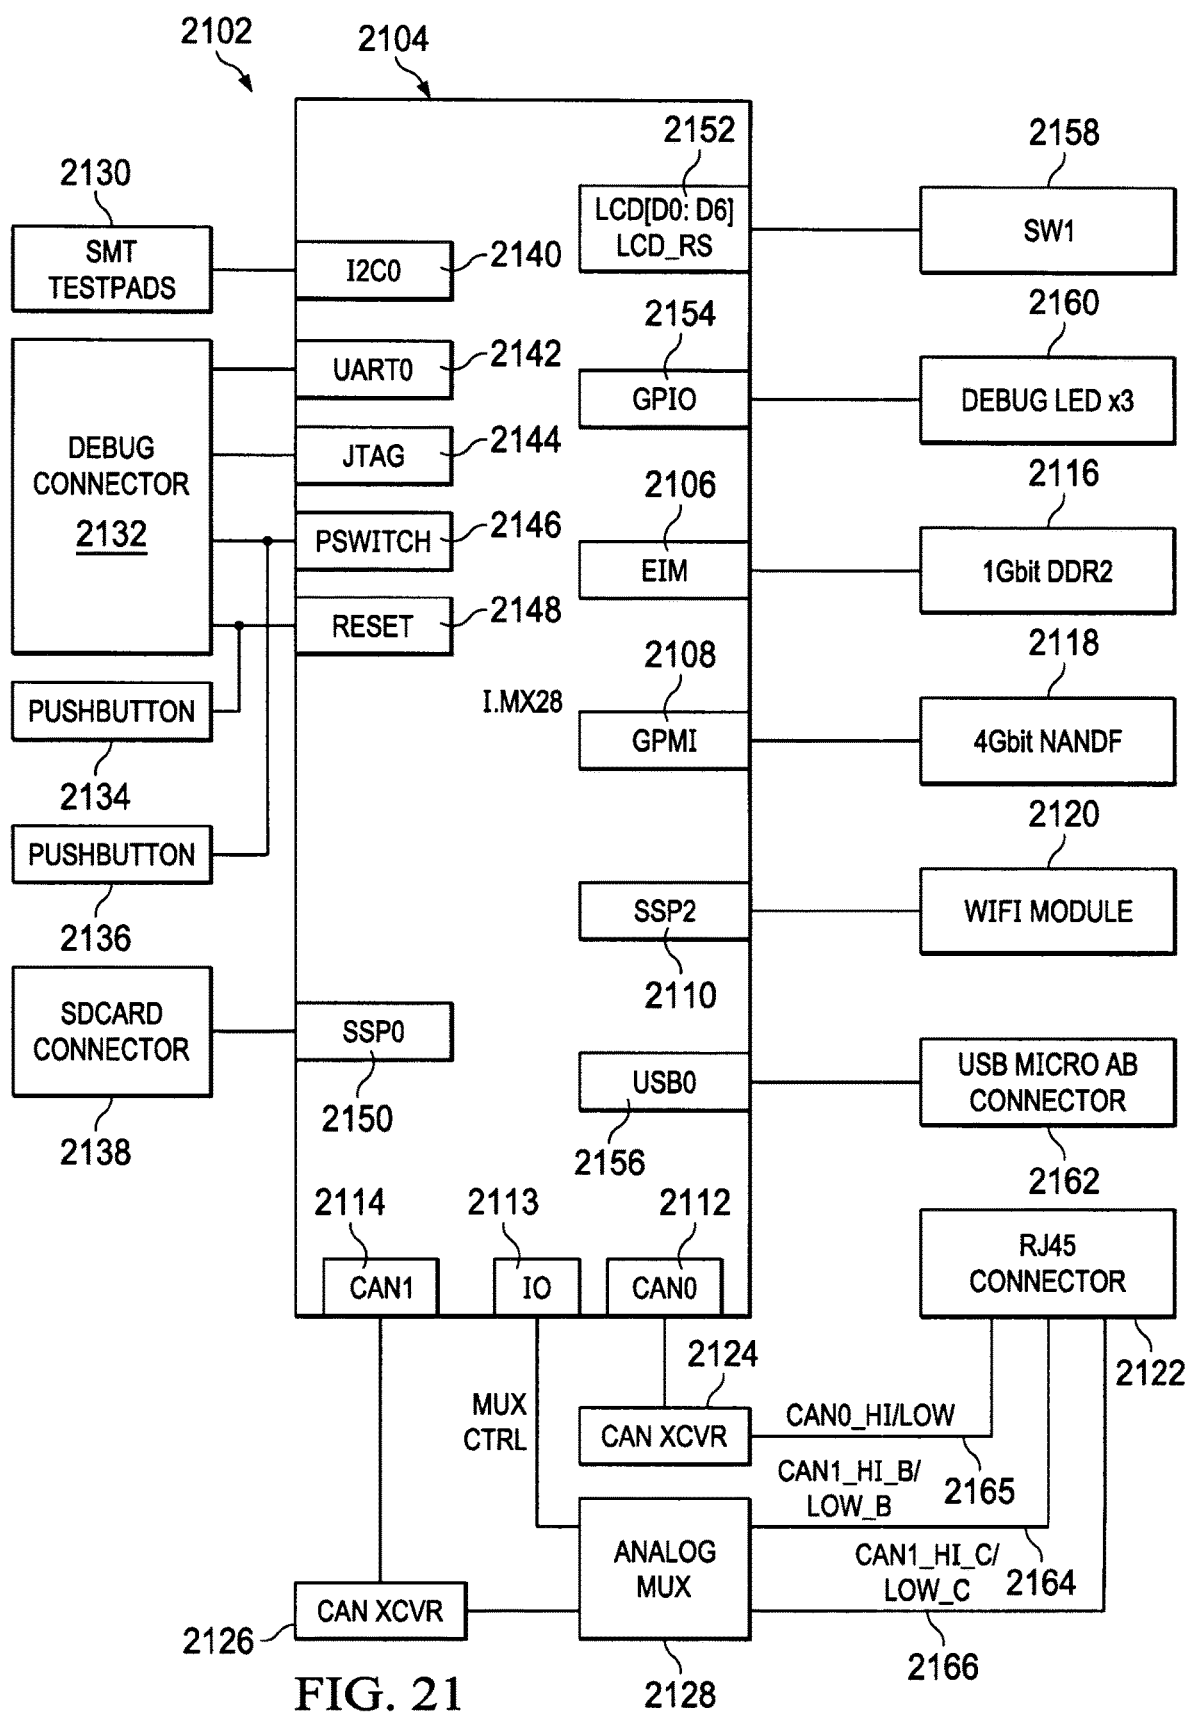 2102
2104
2130
SMT
TESTPADS
I2C0
2140
2152
LCD[D0: D6]
LCD_RS
2158
SW1
DEBUG
CONNECTOR
2132
UART0
2142
JTAG
2144
PSWITCH
2146
RESET
2148
2154
GPIO
2160
DEBUG LED x3
2106
EIM
2116
1Gbit DDR2
I.MX28
2108
GPMI
2118
4Gbit NANDF
PUSHBUTTON
2134
PUSHBUTTON
2136
SSP2
2110
2120
WIFI MODULE
SDCARD
CONNECTOR
2138
SSP0
2150
USB0
2156
USB MICRO AB
CONNECTOR
2162
2114
CAN1
2113
IO
2112
CAN0
RJ45
CONNECTOR
2122
MUX
CTRL
2124
CAN XCVR
CAN0_HI/LOW
2165
CAN1_HI_B/
LOW_B
2164
ANALOG
MUX
2128
CAN1_HI_C/
LOW_C
2166
CAN XCVR
2126
FIG. 21